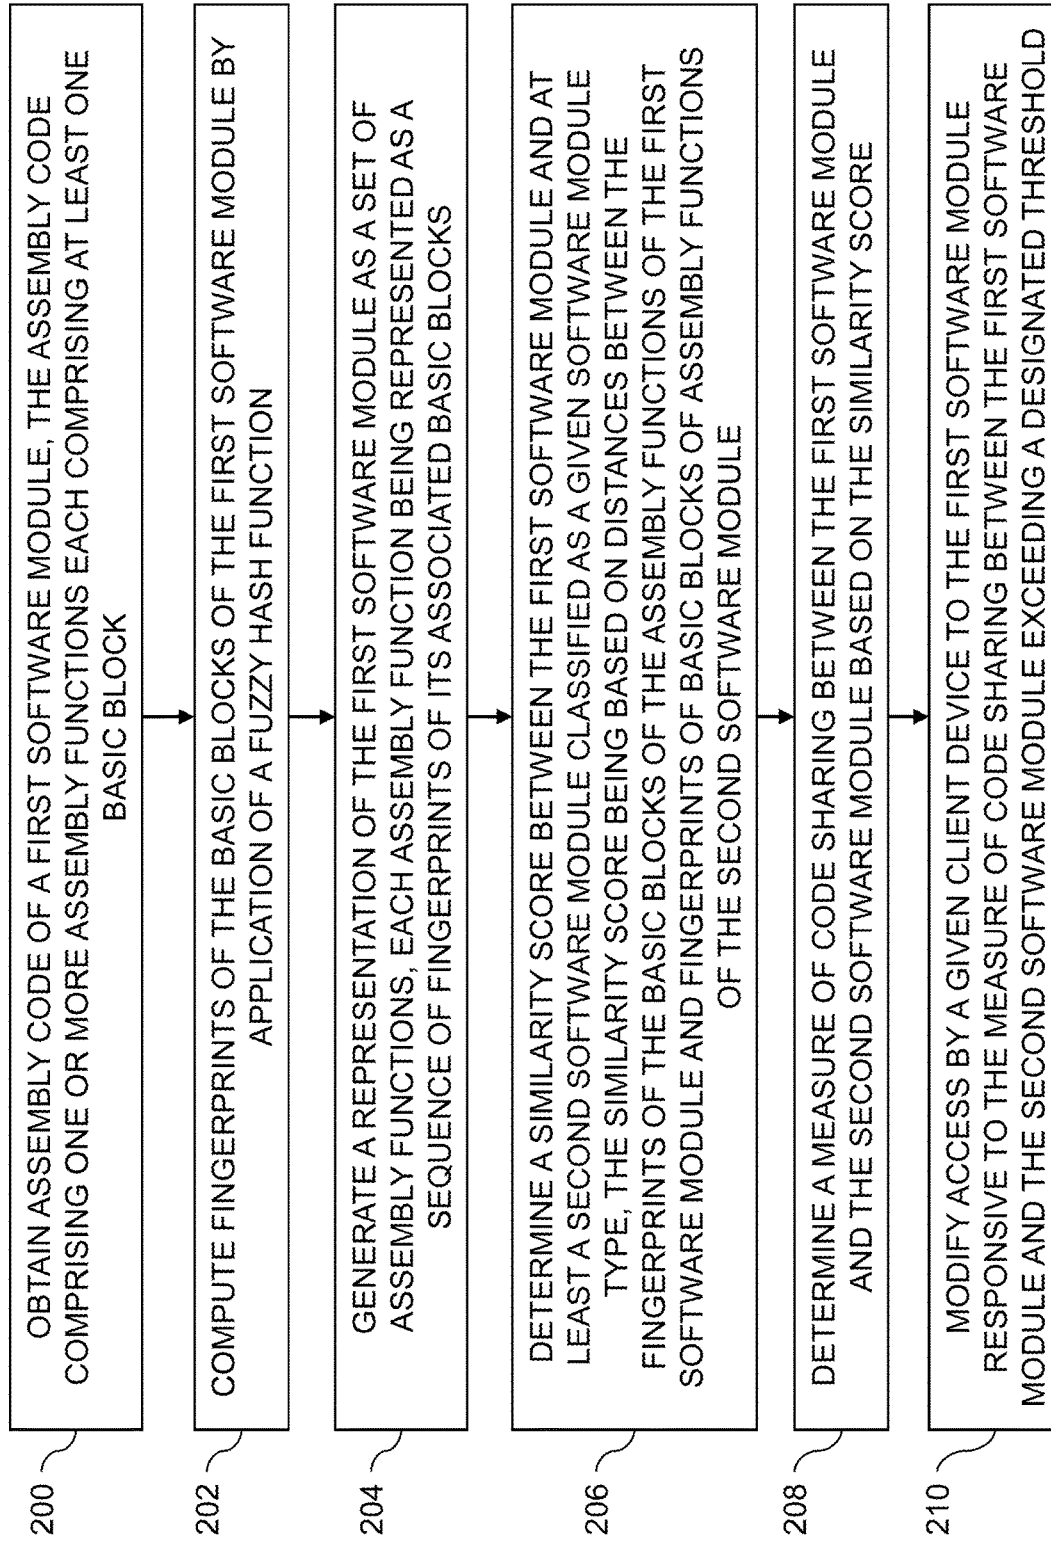 200
OBTAIN ASSEMBLY CODE OF A FIRST SOFTWARE MODULE, THE ASSEMBLY CODE
COMPRISING ONE OR MORE ASSEMBLY FUNCTIONS EACH COMPRISING AT LEAST ONE
BASIC BLOCK
202
COMPUTE FINGERPRINTS OF THE BASIC BLOCKS OF THE FIRST SOFTWARE MODULE BY
APPLICATION OF A FUZZY HASH FUNCTION
204
GENERATE A REPRESENTATION OF THE FIRST SOFTWARE MODULE AS A SET OF
ASSEMBLY FUNCTIONS, EACH ASSEMBLY FUNCTION BEING REPRESENTED AS A
SEQUENCE OF FINGERPRINTS OF ITS ASSOCIATED BASIC BLOCKS
206
DETERMINE A SIMILARITY SCORE BETWEEN THE FIRST SOFTWARE MODULE AND AT
LEAST A SECOND SOFTWARE MODULE CLASSIFIED AS A GIVEN SOFTWARE MODULE
TYPE, THE SIMILARITY SCORE BEING BASED ON DISTANCES BETWEEN THE
FINGERPRINTS OF THE BASIC BLOCKS OF THE ASSEMBLY FUNCTIONS OF THE FIRST
SOFTWARE MODULE AND FINGERPRINTS OF BASIC BLOCKS OF ASSEMBLY FUNCTIONS
OF THE SECOND SOFTWARE MODULE
208
DETERMINE A MEASURE OF CODE SHARING BETWEEN THE FIRST SOFTWARE MODULE
AND THE SECOND SOFTWARE MODULE BASED ON THE SIMILARITY SCORE
210
MODIFY ACCESS BY A GIVEN CLIENT DEVICE TO THE FIRST SOFTWARE MODULE
RESPONSIVE TO THE MEASURE OF CODE SHARING BETWEEN THE FIRST SOFTWARE
MODULE AND THE SECOND SOFTWARE MODULE EXCEEDING A DESIGNATED THRESHOLD